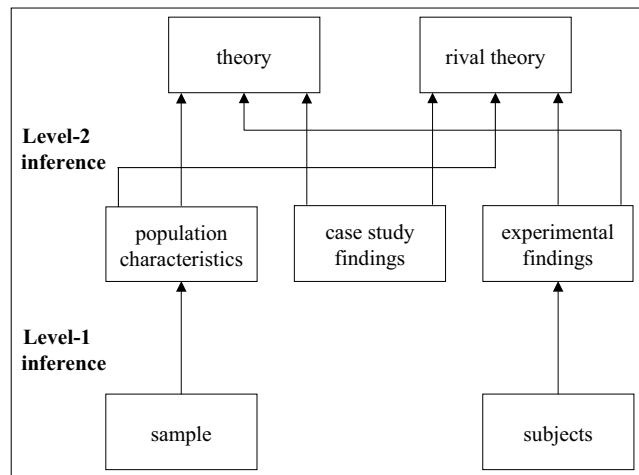 theory
rival theory
Level-2
inference
population
characteristics
case study
findings
experimental
findings
Level-1
inference
sample
subjects